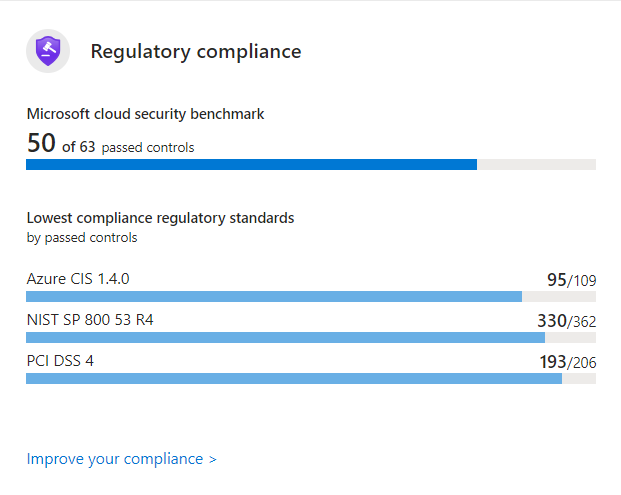 Regulatory compliance
Microsoft cloud security benchmark
50 of 63 passed controls
Lowest compliance regulatory standards
by passed controls
Azure CIS 1.4.0 95/109
NIST SP 800 53 R4 330/362
PCI DSS 4 193/206
Improve your compliance >